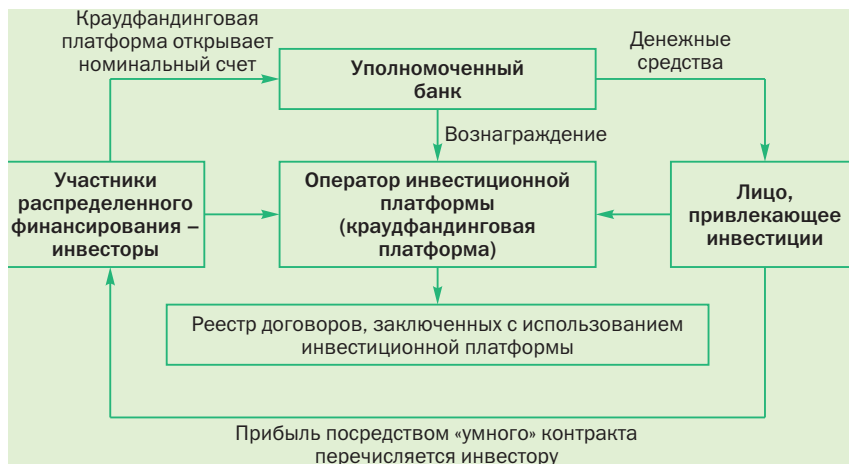 Краудфандинговая
платформа открывает
номинальный счет
Уполномоченный
банк
Денежные
средства
Вознаграждение
Участники
распределенного
финансирования –
инвесторы
Оператор инвестиционной
платформы
(краудфандинговая
платформа)
Лицо,
привлекающее
инвестиции
Реестр договоров, заключенных с использованием
инвестиционной платформы
Прибыль посредством «умного» контракта
перечисляется инвестору